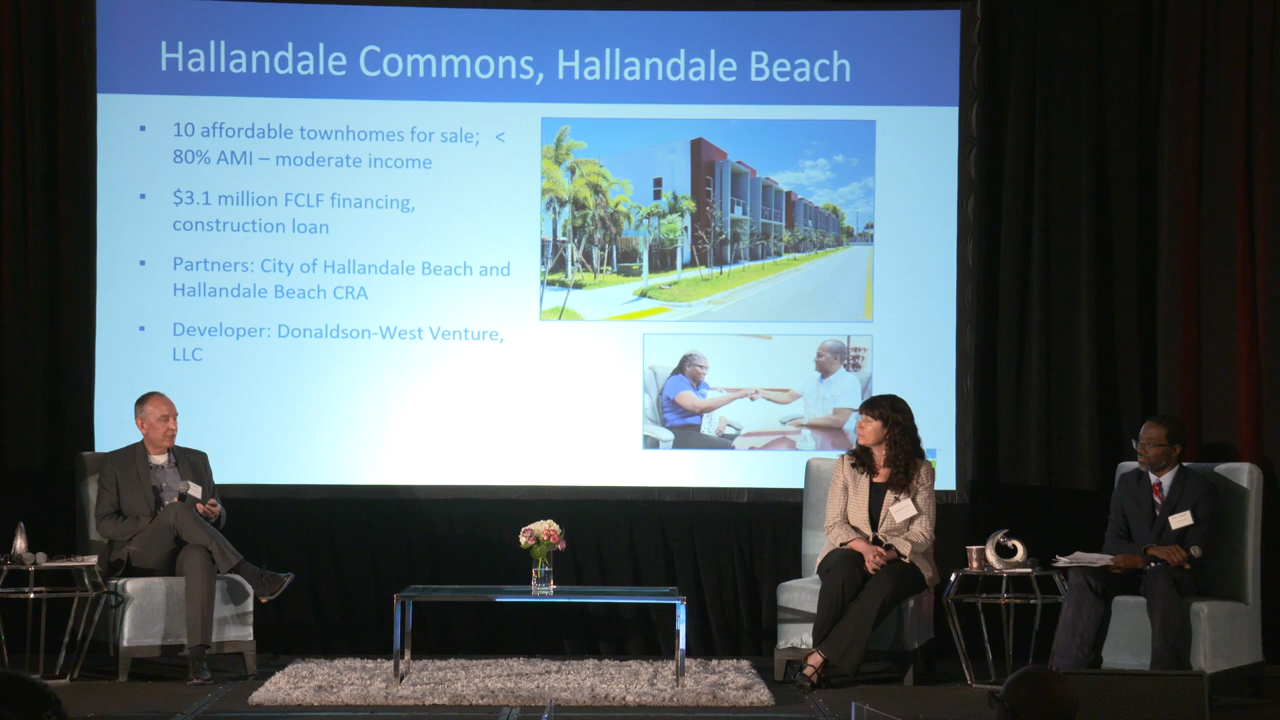 Hallandale Commons, Hallandale Beach
▪ 10 affordable townhomes for sale; <
80% AMI – moderate income
▪ $3.1 million FCLF financing,
construction loan
▪ Partners: City of Hallandale Beach and
Hallandale Beach CRA
▪ Developer: Donaldson-West Venture,
LLC